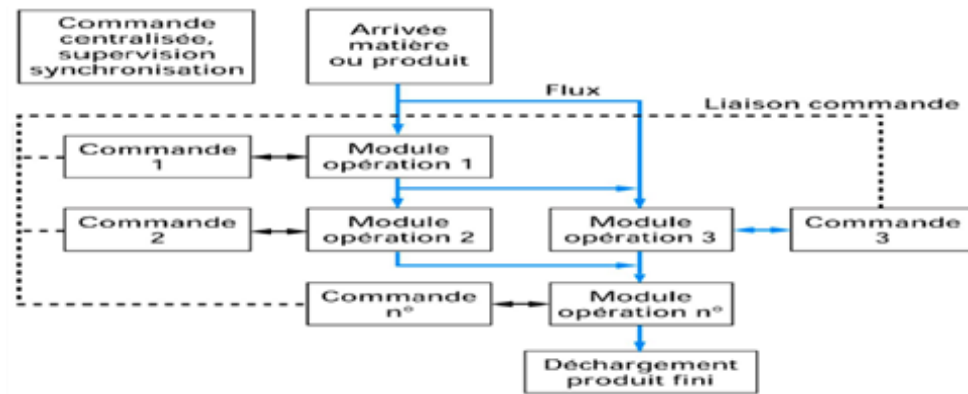 Commande
centralisée,
supervision
synchronisation
Arrivée
matière
ou produit
Flux
Liaison commande
Commande
1
Module
opération 1
Commande
2
Module
opération 2
Module
opération 3
Commande
3
Commande
n°
Module
opération n°
Déchargement
produit fini